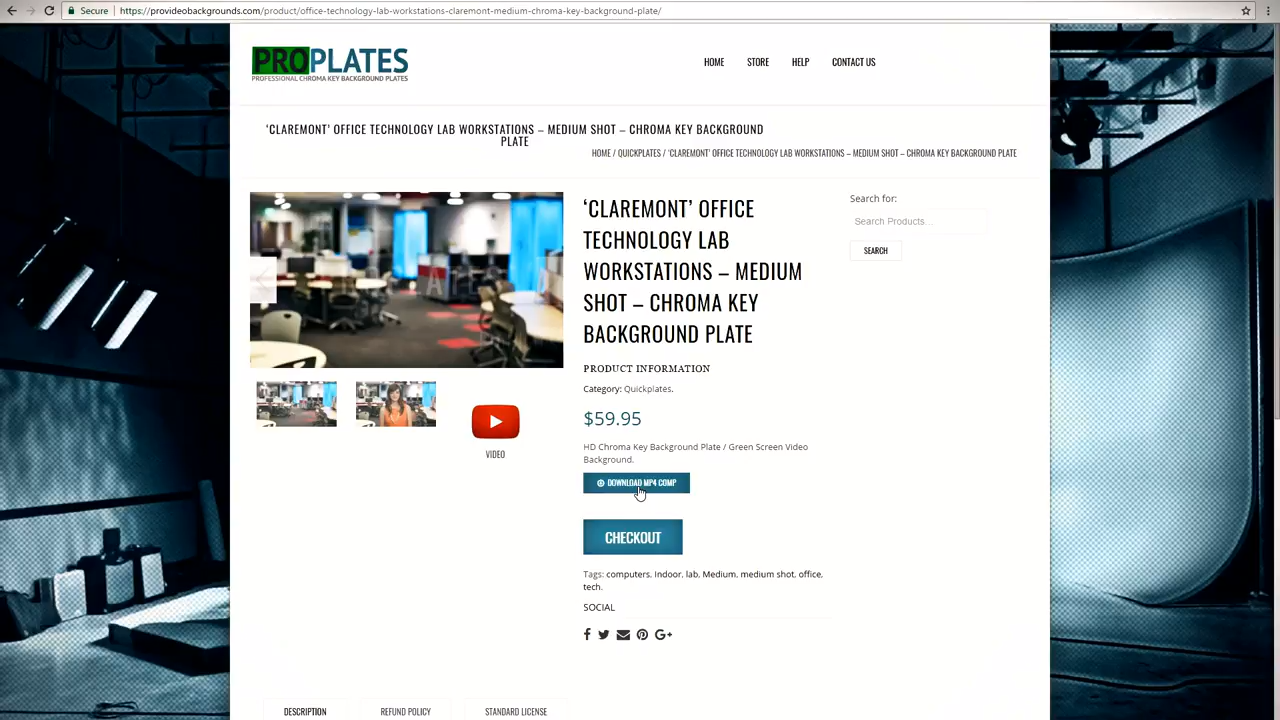 Secure | https://provideobackgrounds.com/product/office-technology-lab-workstations-claremont-medium-chroma-key-background-plate/
PROPLATES
PROFESSIONAL CHROMA KEY BACKGROUND PLATES
HOME STORE HELP CONTACT US
‘CLAREMONT’ OFFICE TECHNOLOGY LAB WORKSTATIONS – MEDIUM SHOT – CHROMA KEY BACKGROUND
PLATE
HOME / QUICKPLATES / ‘CLAREMONT’ OFFICE TECHNOLOGY LAB WORKSTATIONS – MEDIUM SHOT – CHROMA KEY BACKGROUND PLATE
‘CLAREMONT’ OFFICE
TECHNOLOGY LAB
WORKSTATIONS – MEDIUM
SHOT – CHROMA KEY
BACKGROUND PLATE
PRODUCT INFORMATION
Category: Quickplates.
$59.95
HD Chroma Key Background Plate / Green Screen Video
Background.
DOWNLOAD MP4 COMP
CHECKOUT
Tags: computers, Indoor, lab, Medium, medium shot, office,
tech.
SOCIAL
Search for:
Search Products...
SEARCH
VIDEO
DESCRIPTION REFUND POLICY STANDARD LICENSE